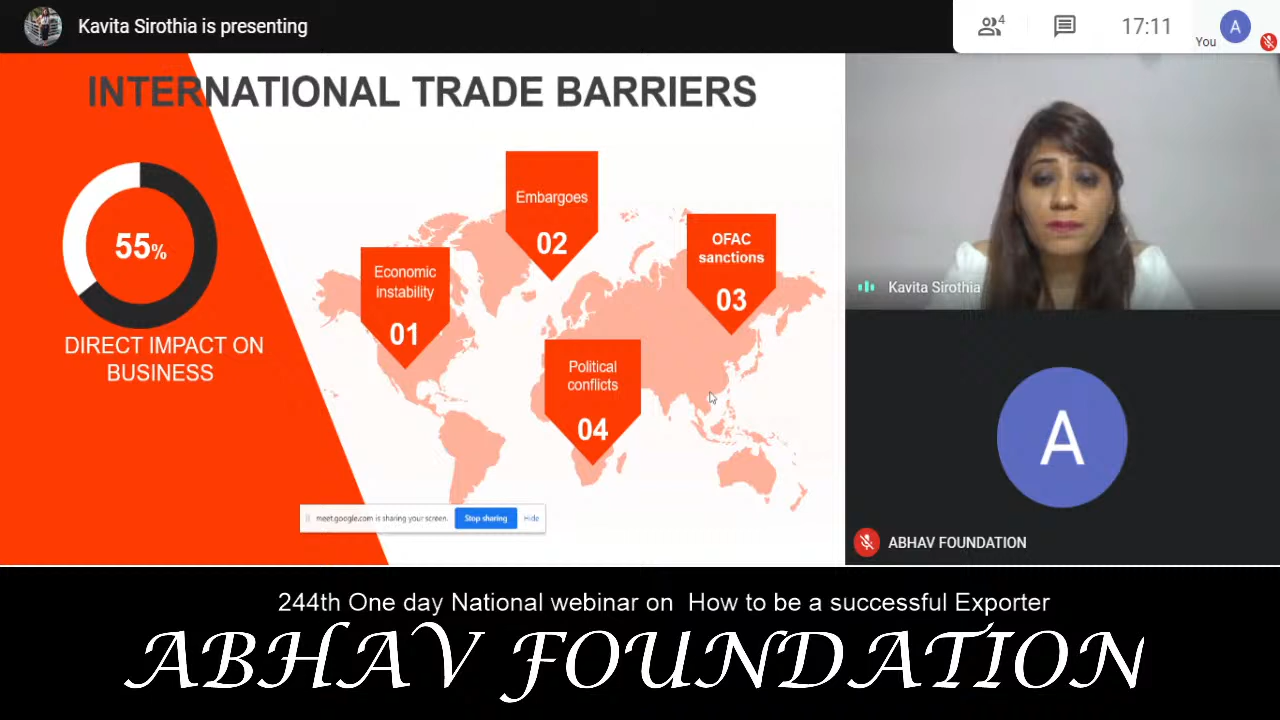 Kavita Sirothia is presenting
4
17:11
You
A
INTERNATIONAL TRADE BARRIERS
55%
DIRECT IMPACT ON
BUSINESS
Economic
instability
01
Embargoes
02
OFAC
sanctions
03
Political
conflicts
04
meet.google.com is sharing your screen.
Stop sharing
Hide
Kavita Sirothia
A
ABHAV FOUNDATION
244th One day National webinar on How to be a successful Exporter
ABHAV FOUNDATION